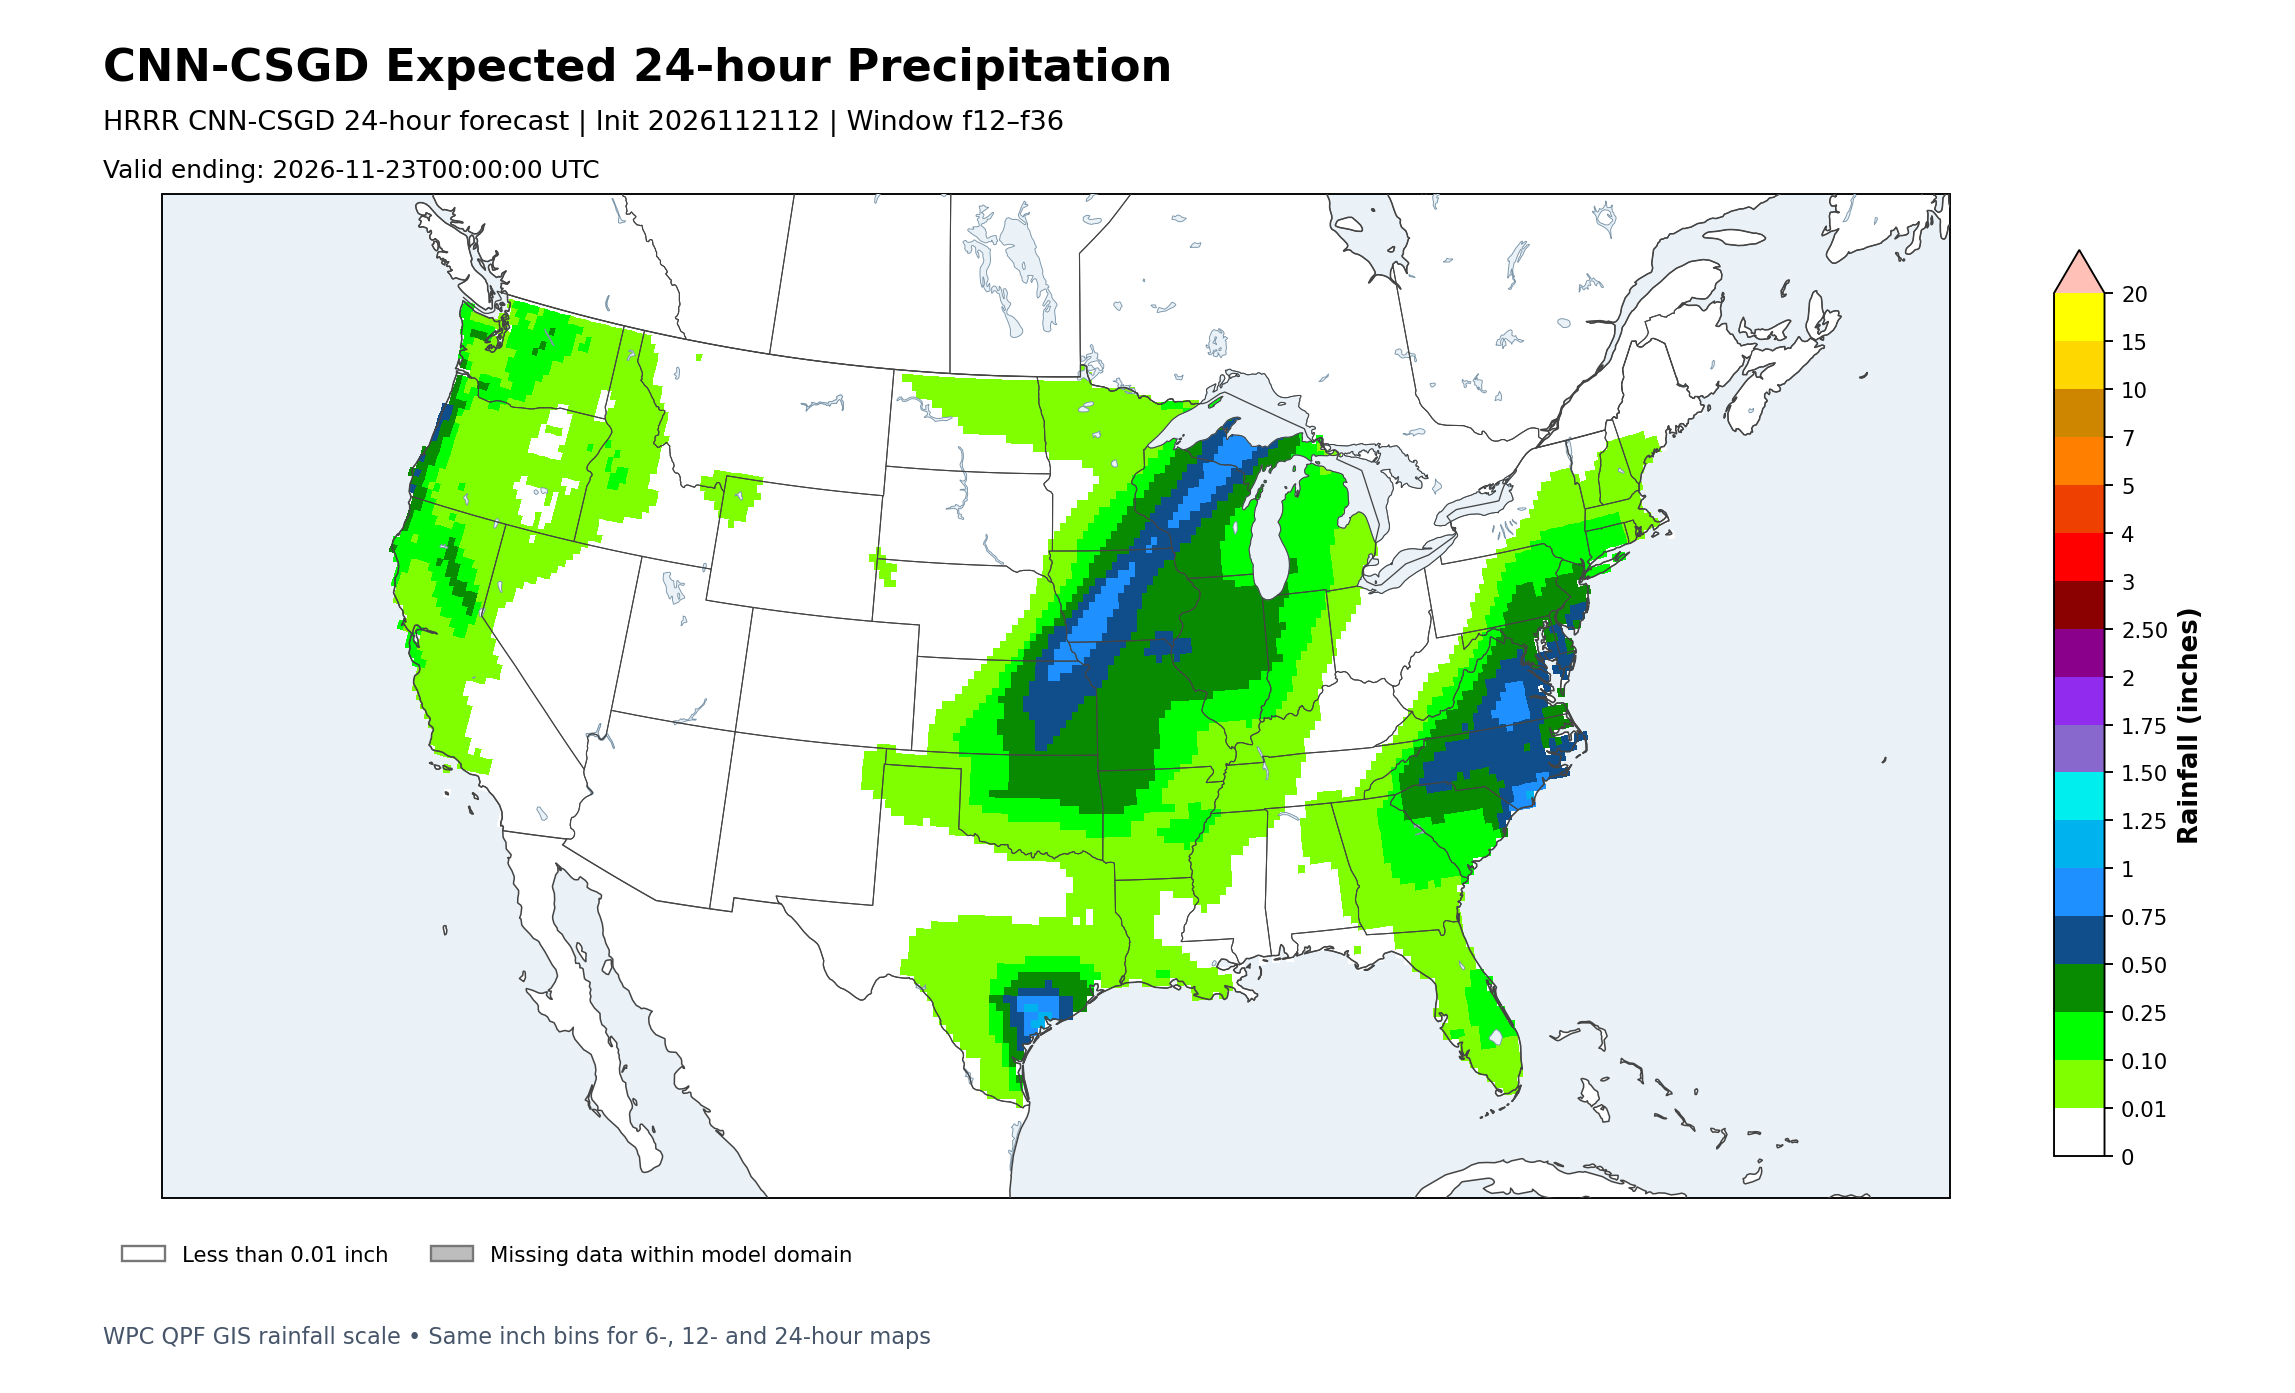 CNN-CSGD Expected 24-hour Precipitation
HRRR CNN-CSGD 24-hour forecast | Init 2026112112 | Window f12–f36
Valid ending: 2026-11-23T00:00:00 UTC
20
15
10
7
5
4
3
2.50
2
1.75
1.50
1.25
1
0.75
0.50
0.25
0.10
0.01
0
Rainfall (inches)
Less than 0.01 inch
Missing data within model domain
WPC QPF GIS rainfall scale • Same inch bins for 6-, 12- and 24-hour maps